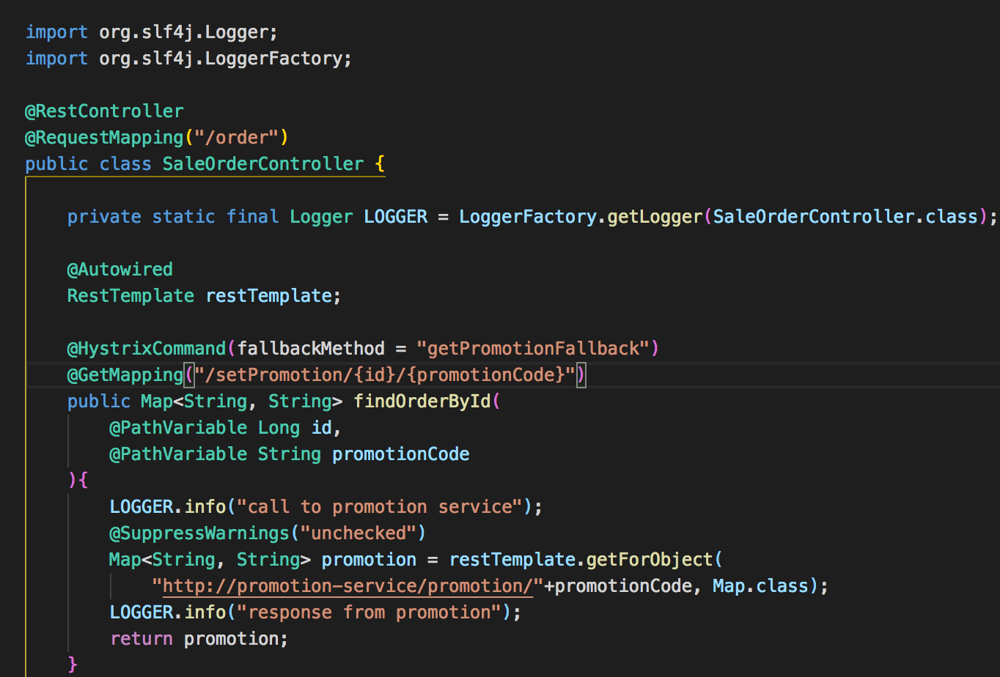 import org.slf4j.Logger;
import org.slf4j.LoggerFactory;
@RestController
@RequestMapping("/order")
public class SaleOrderController {
private static final Logger LOGGER = LoggerFactory.getLogger(SaleOrderController.class);
@Autowired
RestTemplate restTemplate;
@HystrixCommand(fallbackMethod = "getPromotionFallback")
@GetMapping("/setPromotion/{id}/{promotionCode}")
public Map<String, String> findOrderById(
@PathVariable Long id,
@PathVariable String promotionCode
){
LOGGER.info("call to promotion service");
@SuppressWarnings("unchecked")
Map<String, String> promotion = restTemplate.getForObject(
"http://promotion-service/promotion/"+promotionCode, Map.class);
LOGGER.info("response from promotion");
return promotion;
}